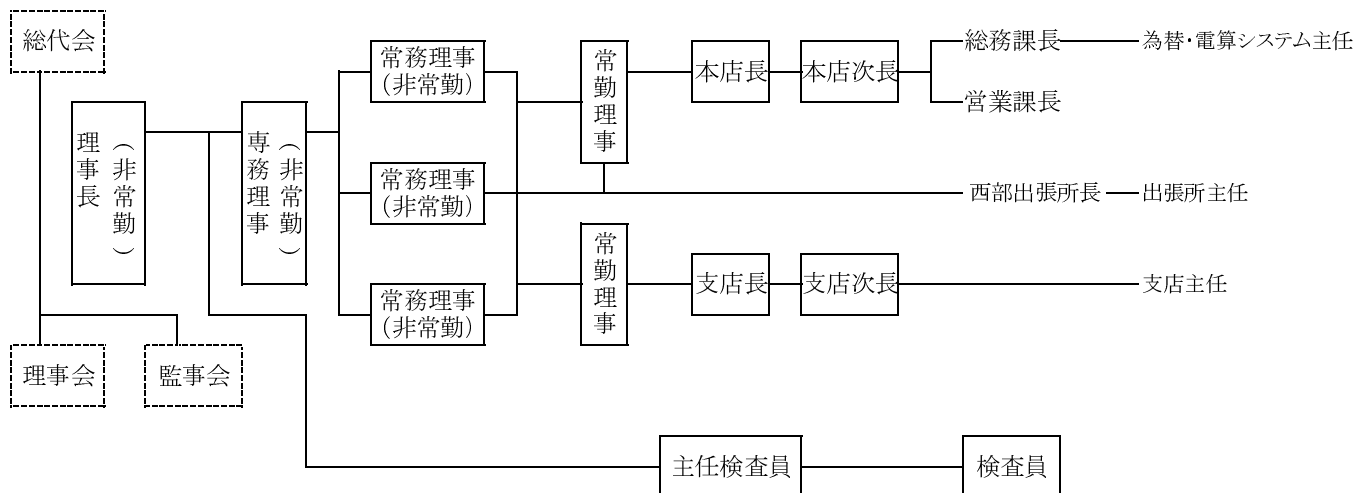 総代会
理事長
（非常勤）
専務理事
（非常勤）
常務理事
（非常勤）
常務理事
（非常勤）
常務理事
（非常勤）
常勤理事
常勤理事
本店長
本店次長
総務課長
為替・電算システム主任
営業課長
西部出張所長
出張所主任
支店長
支店次長
支店主任
理事会
監事会
主任検査員
検査員